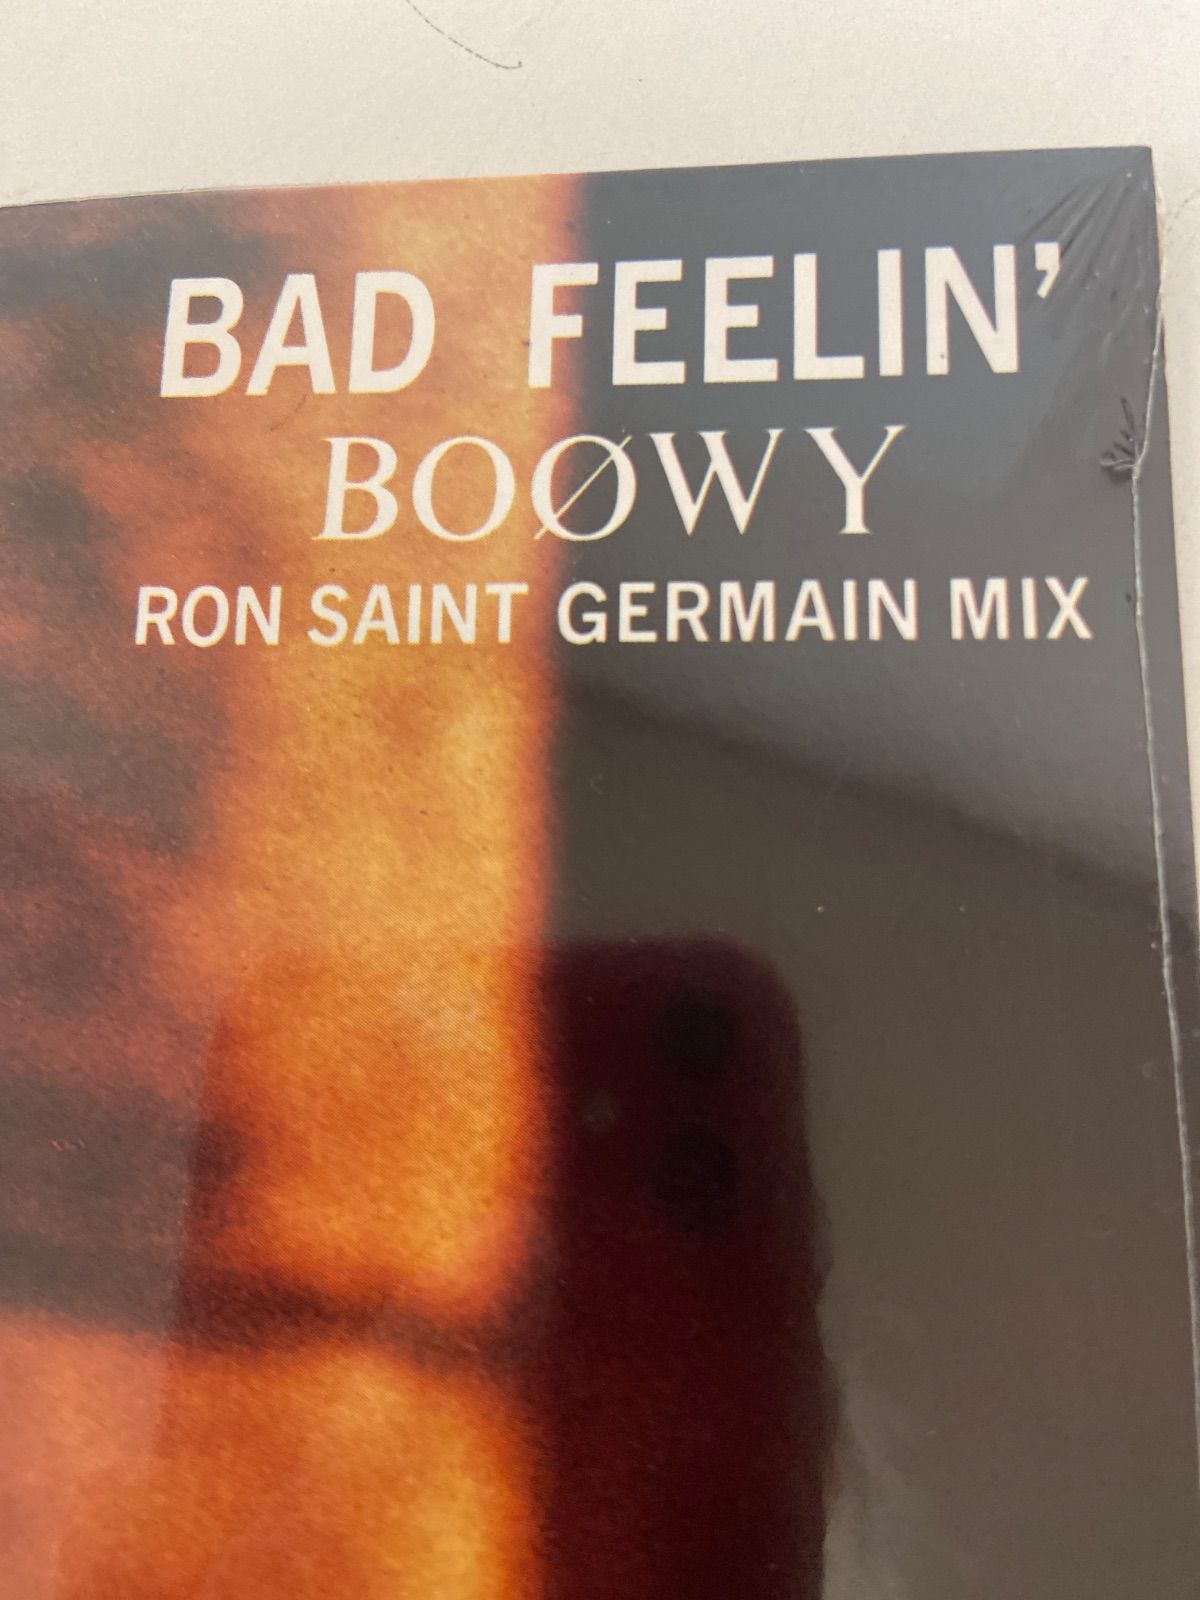 BAD FEELIN'
BOØWY
RON SAINT GERMAIN MIX